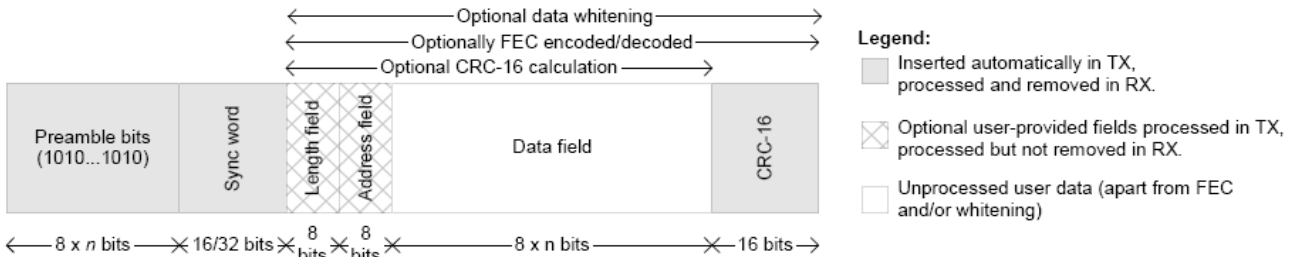 Optional data whitening
Optionally FEC encoded/decoded
Optional CRC-16 calculation
Preamble bits
(1010...1010)
Sync word
Length field
Address field
Data field
CRC-16
8 x n bits
16/32 bits
8
bits
8
bits
8 x n bits
16 bits
Legend:
Inserted automatically in TX,
processed and removed in RX.
Optional user-provided fields processed in TX,
processed but not removed in RX.
Unprocessed user data (apart from FEC
and/or whitening)